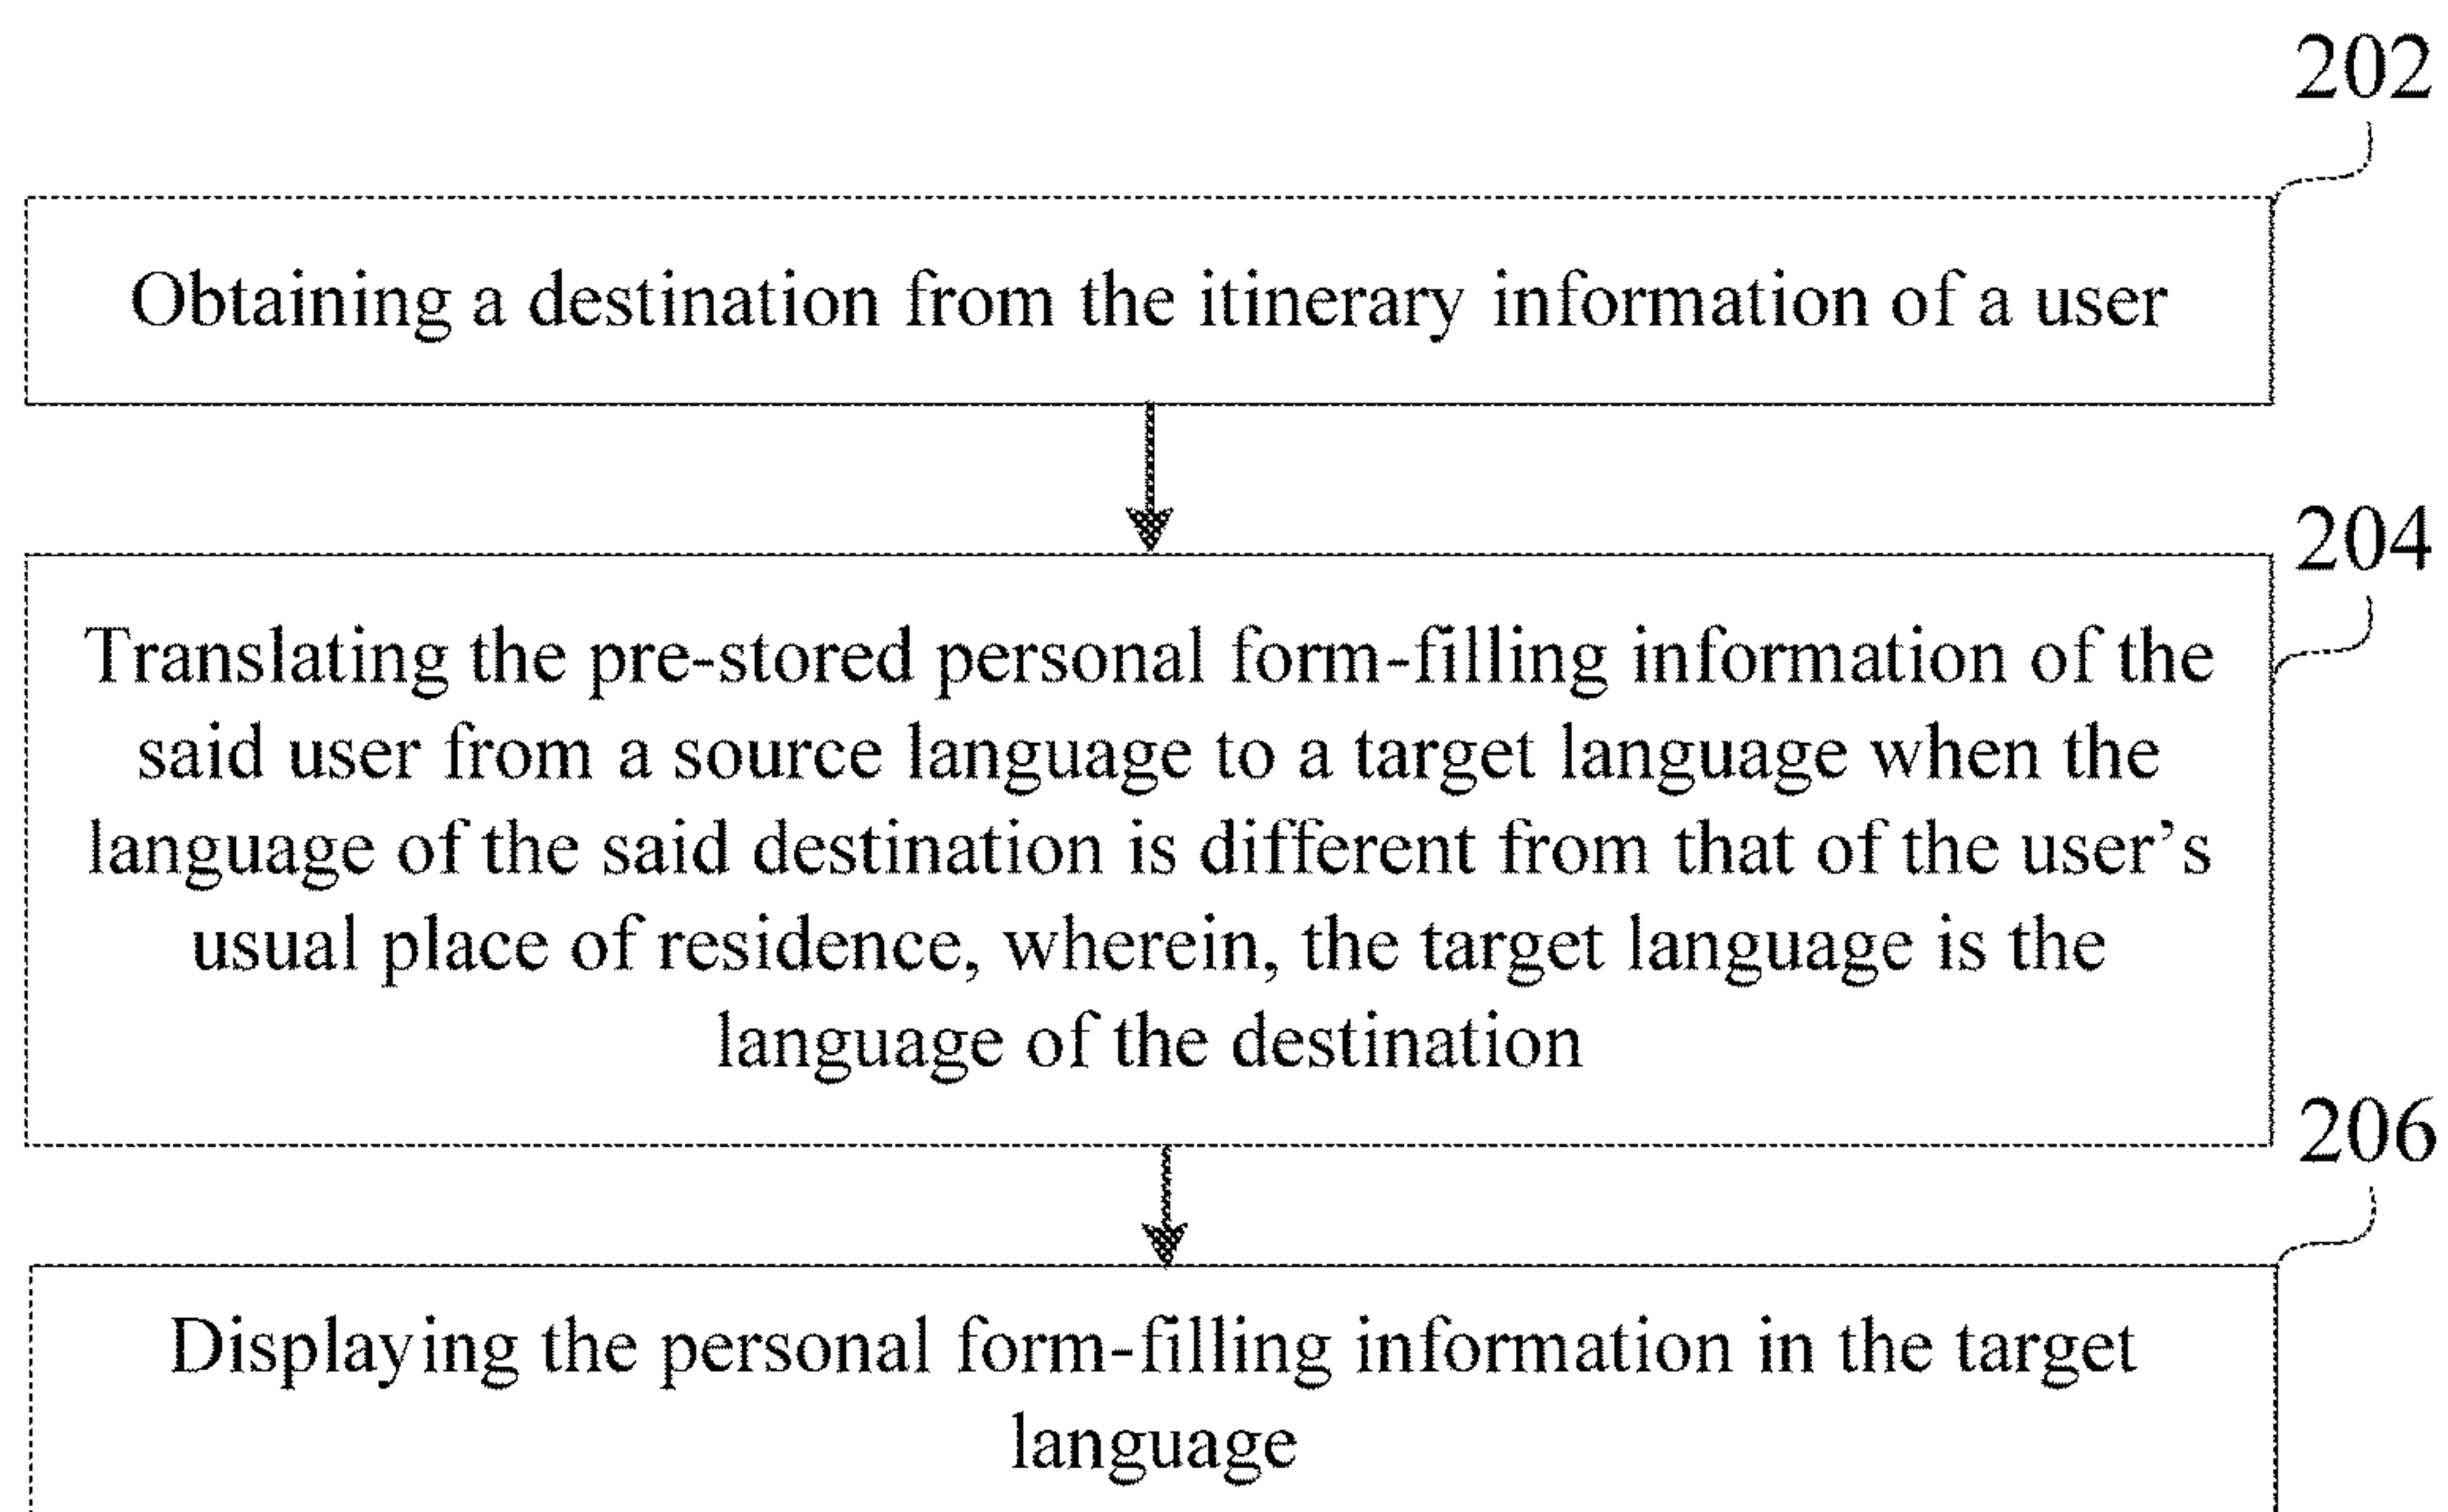 202
Obtaining a destination from the itinerary information of a user
204
Translating the pre-stored personal form-filling information of the
said user from a source language to a target language when the
language of the said destination is different from that of the user’s
usual place of residence, wherein, the target language is the
language of the destination
206
Displaying the personal form-filling information in the target
language